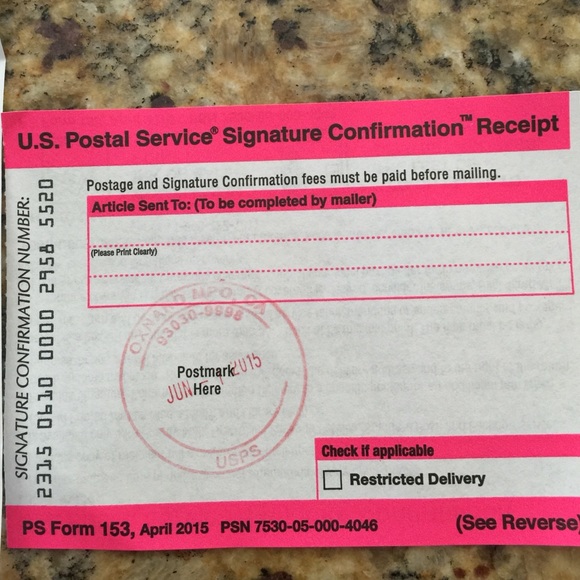 U.S. Postal Service® Signature Confirmation™ Receipt
Postage and Signature Confirmation fees must be paid before mailing.
Article Sent To: (To be completed by mailer)
(Please Print Clearly)
SIGNATURE CONFIRMATION NUMBER:
2315 0610 0000 2958 5520
OXNARD MPO, CA
93030-9998
Postmark
Here
JUN 2015
USPS
Check if applicable
Restricted Delivery
PS Form 153, April 2015 PSN 7530-05-000-4046 (See Reverse)